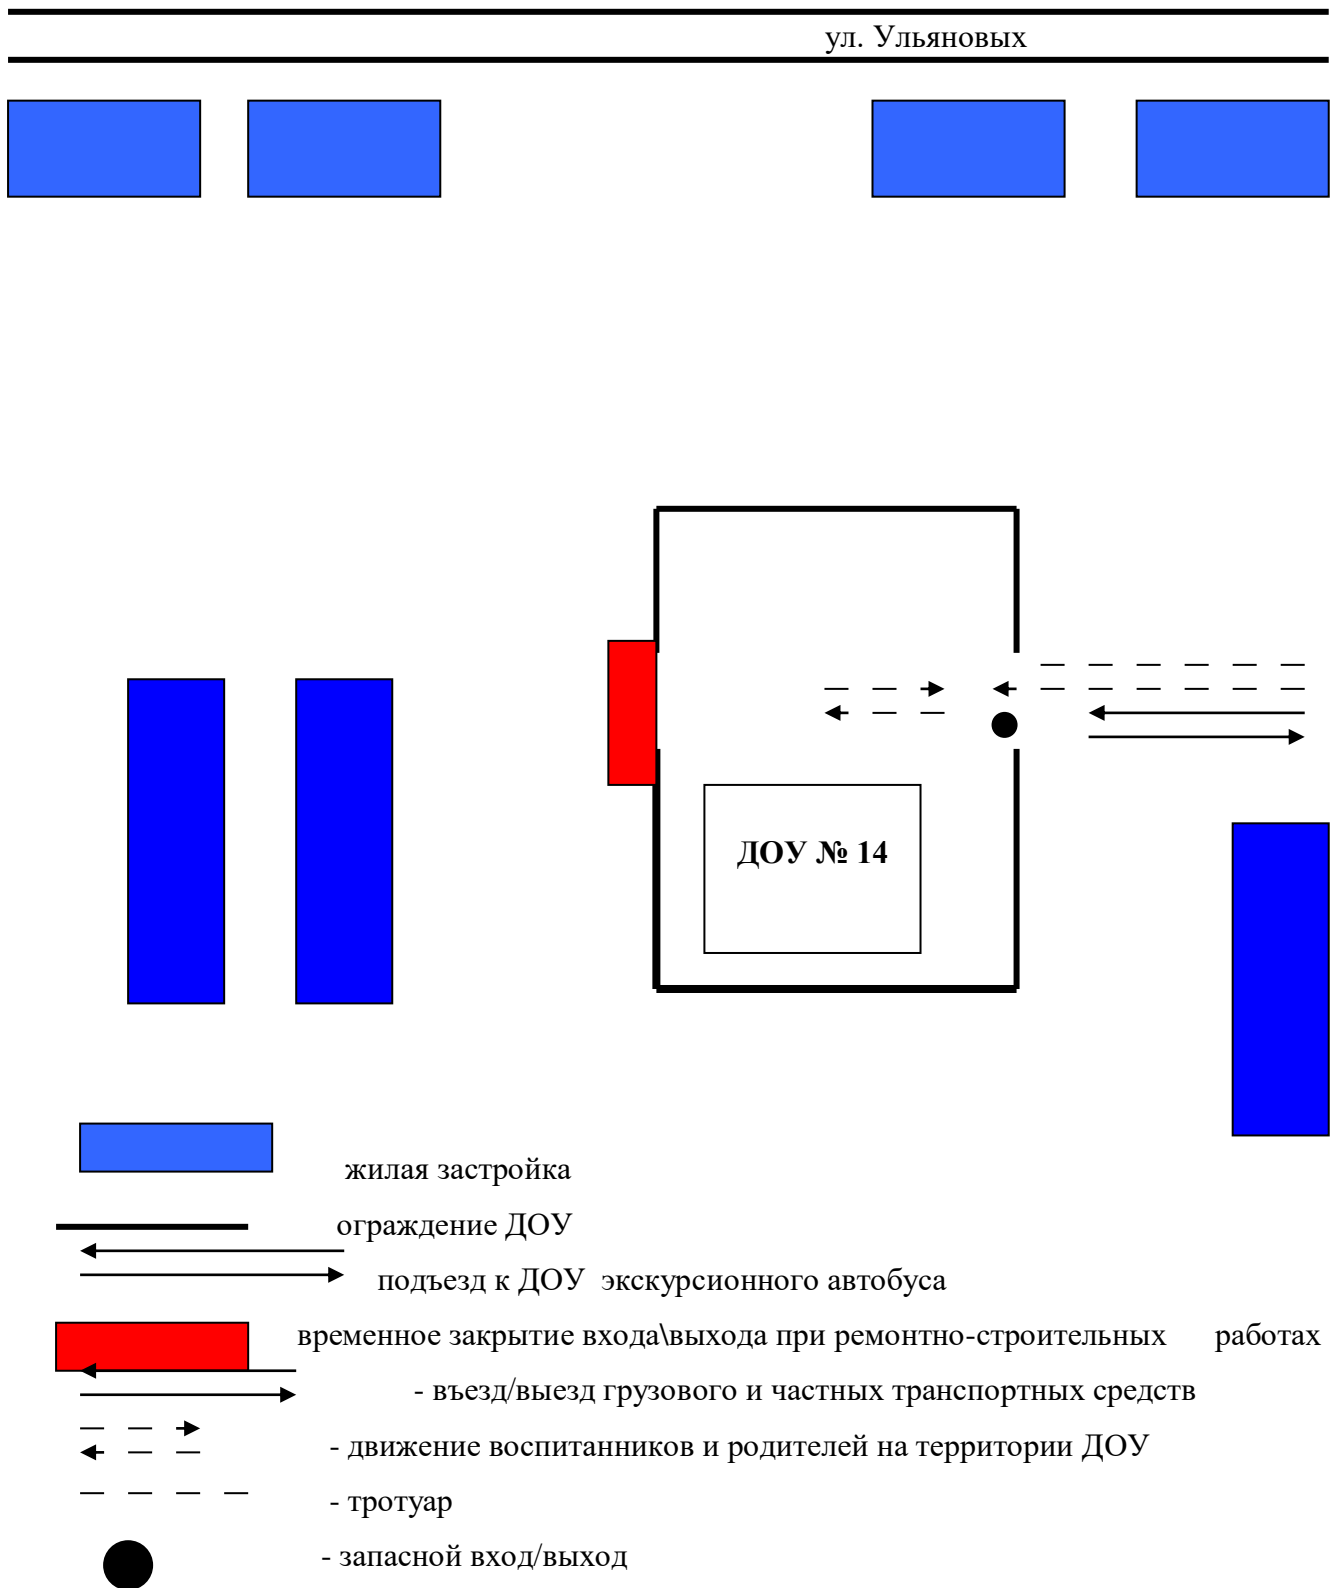 ул. Ульяновых
ДОУ № 14
жилая застройка
ограждение ДОУ
подъезд к ДОУ экскурсионного автобуса
временное закрытие входа\выхода при ремонтно-строительных работах
- въезд/выезд грузового и частных транспортных средств
- движение воспитанников и родителей на территории ДОУ
- тротуар
- запасной вход/выход